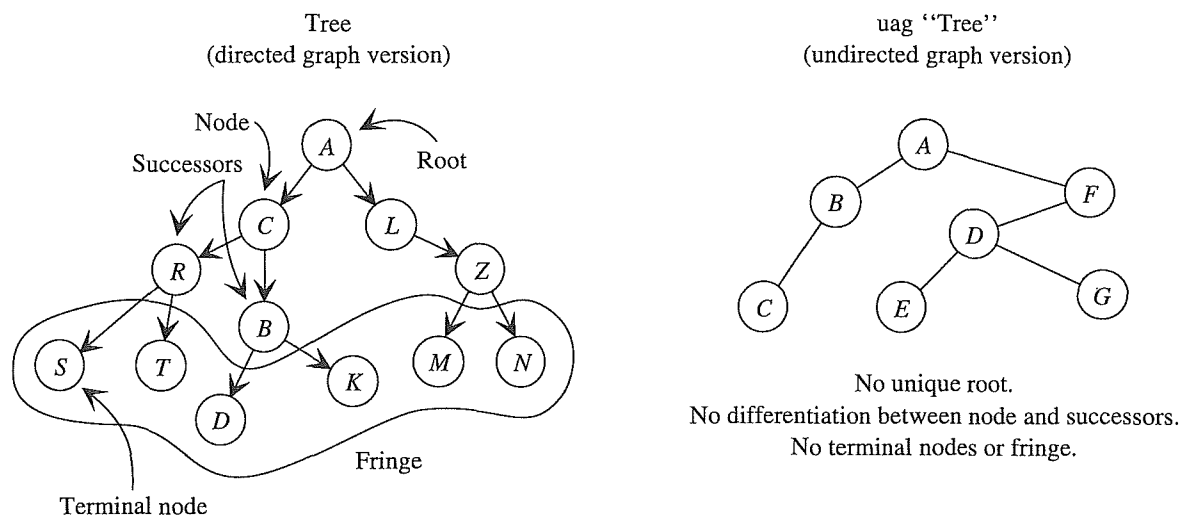 Tree
(directed graph version)
Node
A
Root
Successors
C
L
R
Z
B
S
T
M
N
K
D
Fringe
Terminal node
uag ‘‘Tree’’
(undirected graph version)
A
F
B
D
C
E
G
No unique root.
No differentiation between node and successors.
No terminal nodes or fringe.